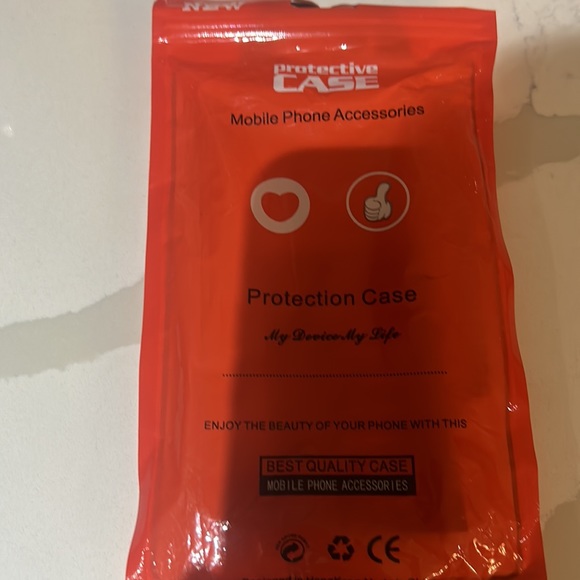 NEW
protective
CASE
Mobile Phone Accessories
Protection Case
My Device My Life
ENJOY THE BEAUTY OF YOUR PHONE WITH THIS
BEST QUALITY CASE
MOBILE PHONE ACCESSORIES
CE